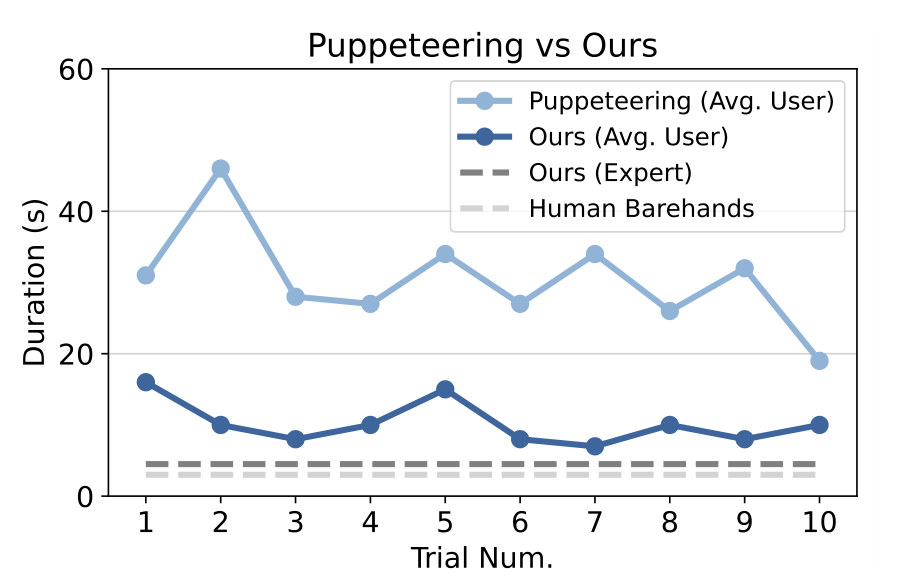 Puppeteering vs Ours
Puppeteering (Avg. User)
Ours (Avg. User)
Ours (Expert)
Human Barehands
Duration (s)
60
40
20
0
1 2 3 4 5 6 7 8 9 10
Trial Num.